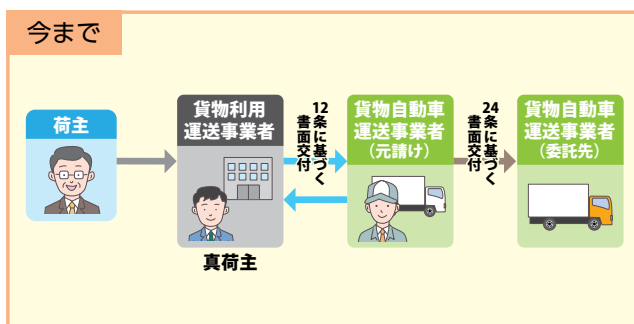 今まで
荷主
貨物利用
運送事業者
真荷主
12条に基づく
書面交付
貨物自動車
運送事業者
(元請け)
24条に基づく
書面交付
貨物自動車
運送事業者
(委託先)